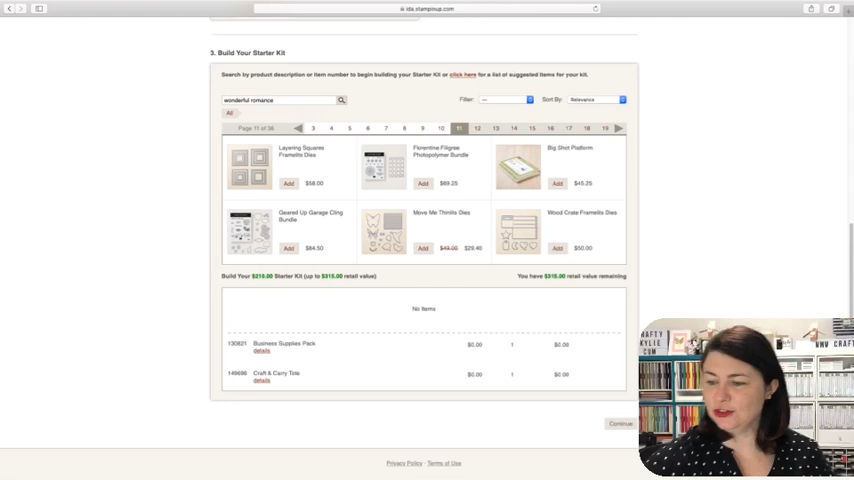 ida.stampinup.com
3. Build Your Starter Kit
Search by product description or item number to begin building your Starter Kit or click here for a list of suggested items for your kit.
wonderful romance
Filter: --- Sort By: Relevance
All
Page 11 of 36 3 4 5 6 7 8 9 10 11 12 13 14 15 16 17 18 19
Layering Squares
Framelits Dies
Add $58.00
Florentine Filigree
Photopolymer Bundle
Add $69.25
Big Shot Platform
Add $45.25
Geared Up Garage Cling
Bundle
Add $84.50
Move Me Thinlits Dies
Add $49.00 $29.40
Wood Crate Framelits Dies
Add $50.00
Build Your $210.00 Starter Kit (up to $315.00 retail value) You have $315.00 retail value remaining
No Items
130821 Business Supplies Pack $0.00 1 $0.00
details
149696 Craft & Carry Tote $0.00 1 $0.00
details
Continue
Privacy Policy - Terms of Use
CRAFTY
KYLIE
COM
WWW CRAF